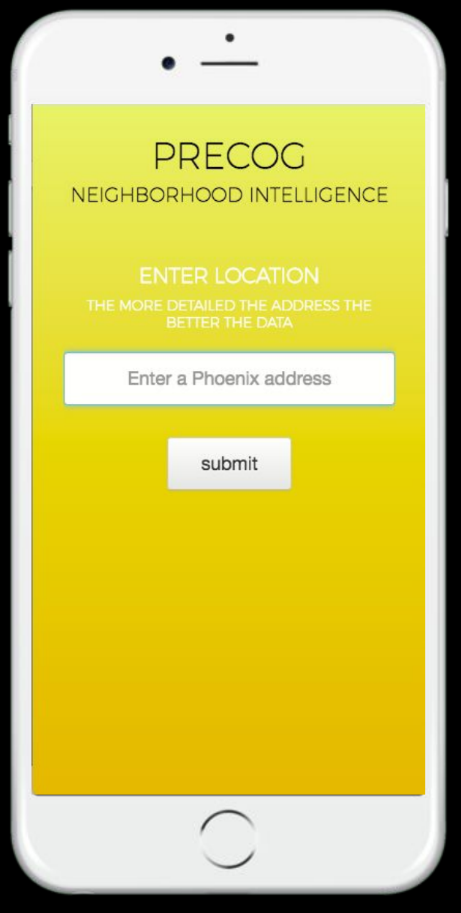 PRECOG
NEIGHBORHOOD INTELLIGENCE
ENTER LOCATION
THE MORE DETAILED THE ADDRESS THE
BETTER THE DATA
Enter a Phoenix address
submit